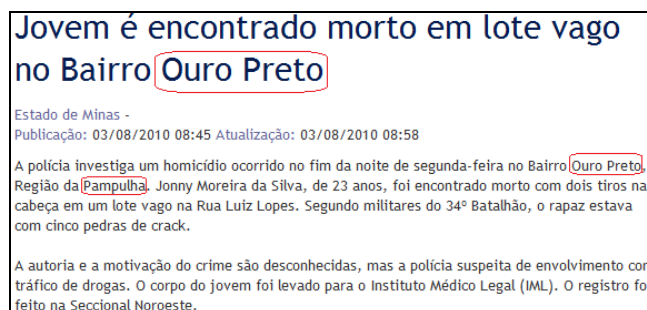 Jovem é encontrado morto em lote vago
no Bairro Ouro Preto
Estado de Minas -
Publicação: 03/08/2010 08:45 Atualização: 03/08/2010 08:58
A polícia investiga um homicídio ocorrido no fim da noite de segunda-feira no Bairro Ouro Preto,
Região da Pampulha. Jonny Moreira da Silva, de 23 anos, foi encontrado morto com dois tiros na
cabeça em um lote vago na Rua Luiz Lopes. Segundo militares do 34º Batalhão, o rapaz estava
com cinco pedras de crack.
A autoria e a motivação do crime são desconhecidas, mas a polícia suspeita de envolvimento cor
tráfico de drogas. O corpo do jovem foi levado para o Instituto Médico Legal (IML). O registro fo
feito na Seccional Noroeste.